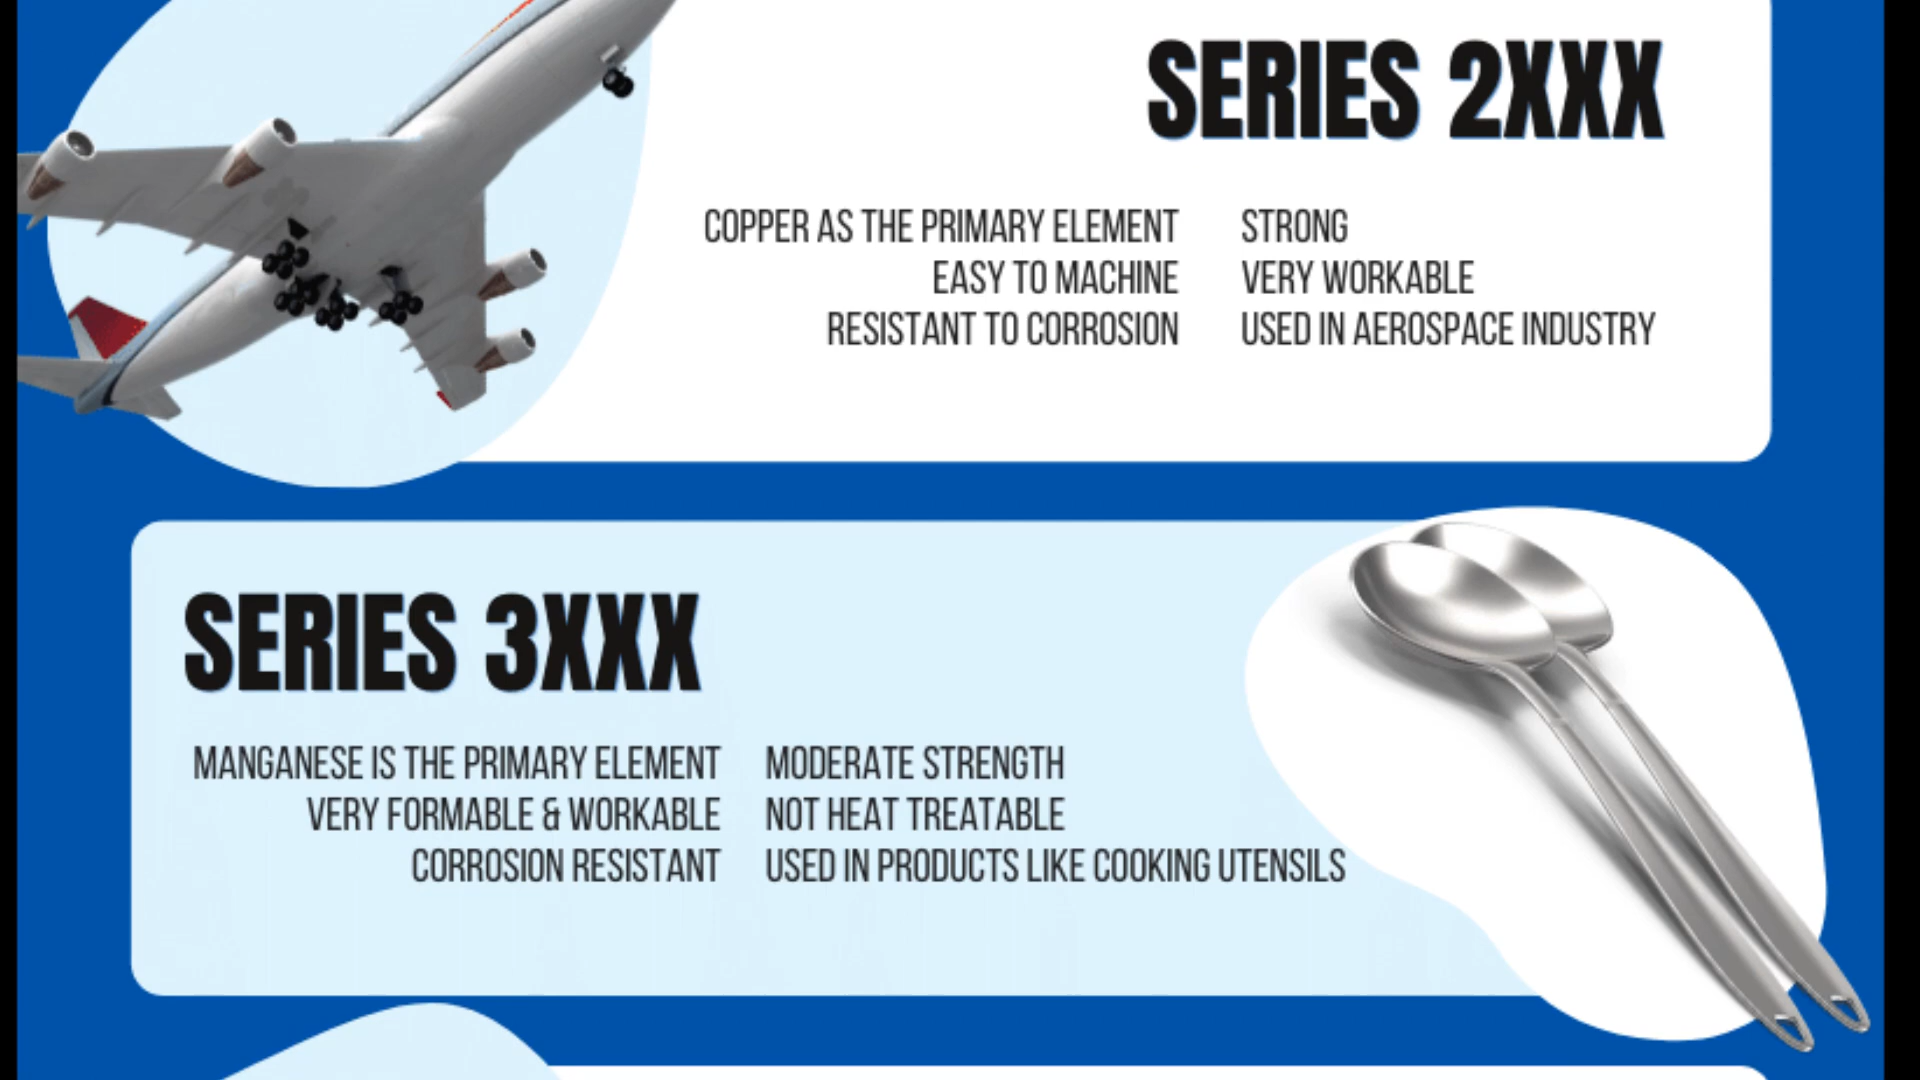 SERIES 2XXX
COPPER AS THE PRIMARY ELEMENT
EASY TO MACHINE
RESISTANT TO CORROSION
STRONG
VERY WORKABLE
USED IN AEROSPACE INDUSTRY
SERIES 3XXX
MANGANESE IS THE PRIMARY ELEMENT
VERY FORMABLE & WORKABLE
CORROSION RESISTANT
MODERATE STRENGTH
NOT HEAT TREATABLE
USED IN PRODUCTS LIKE COOKING UTENSILS